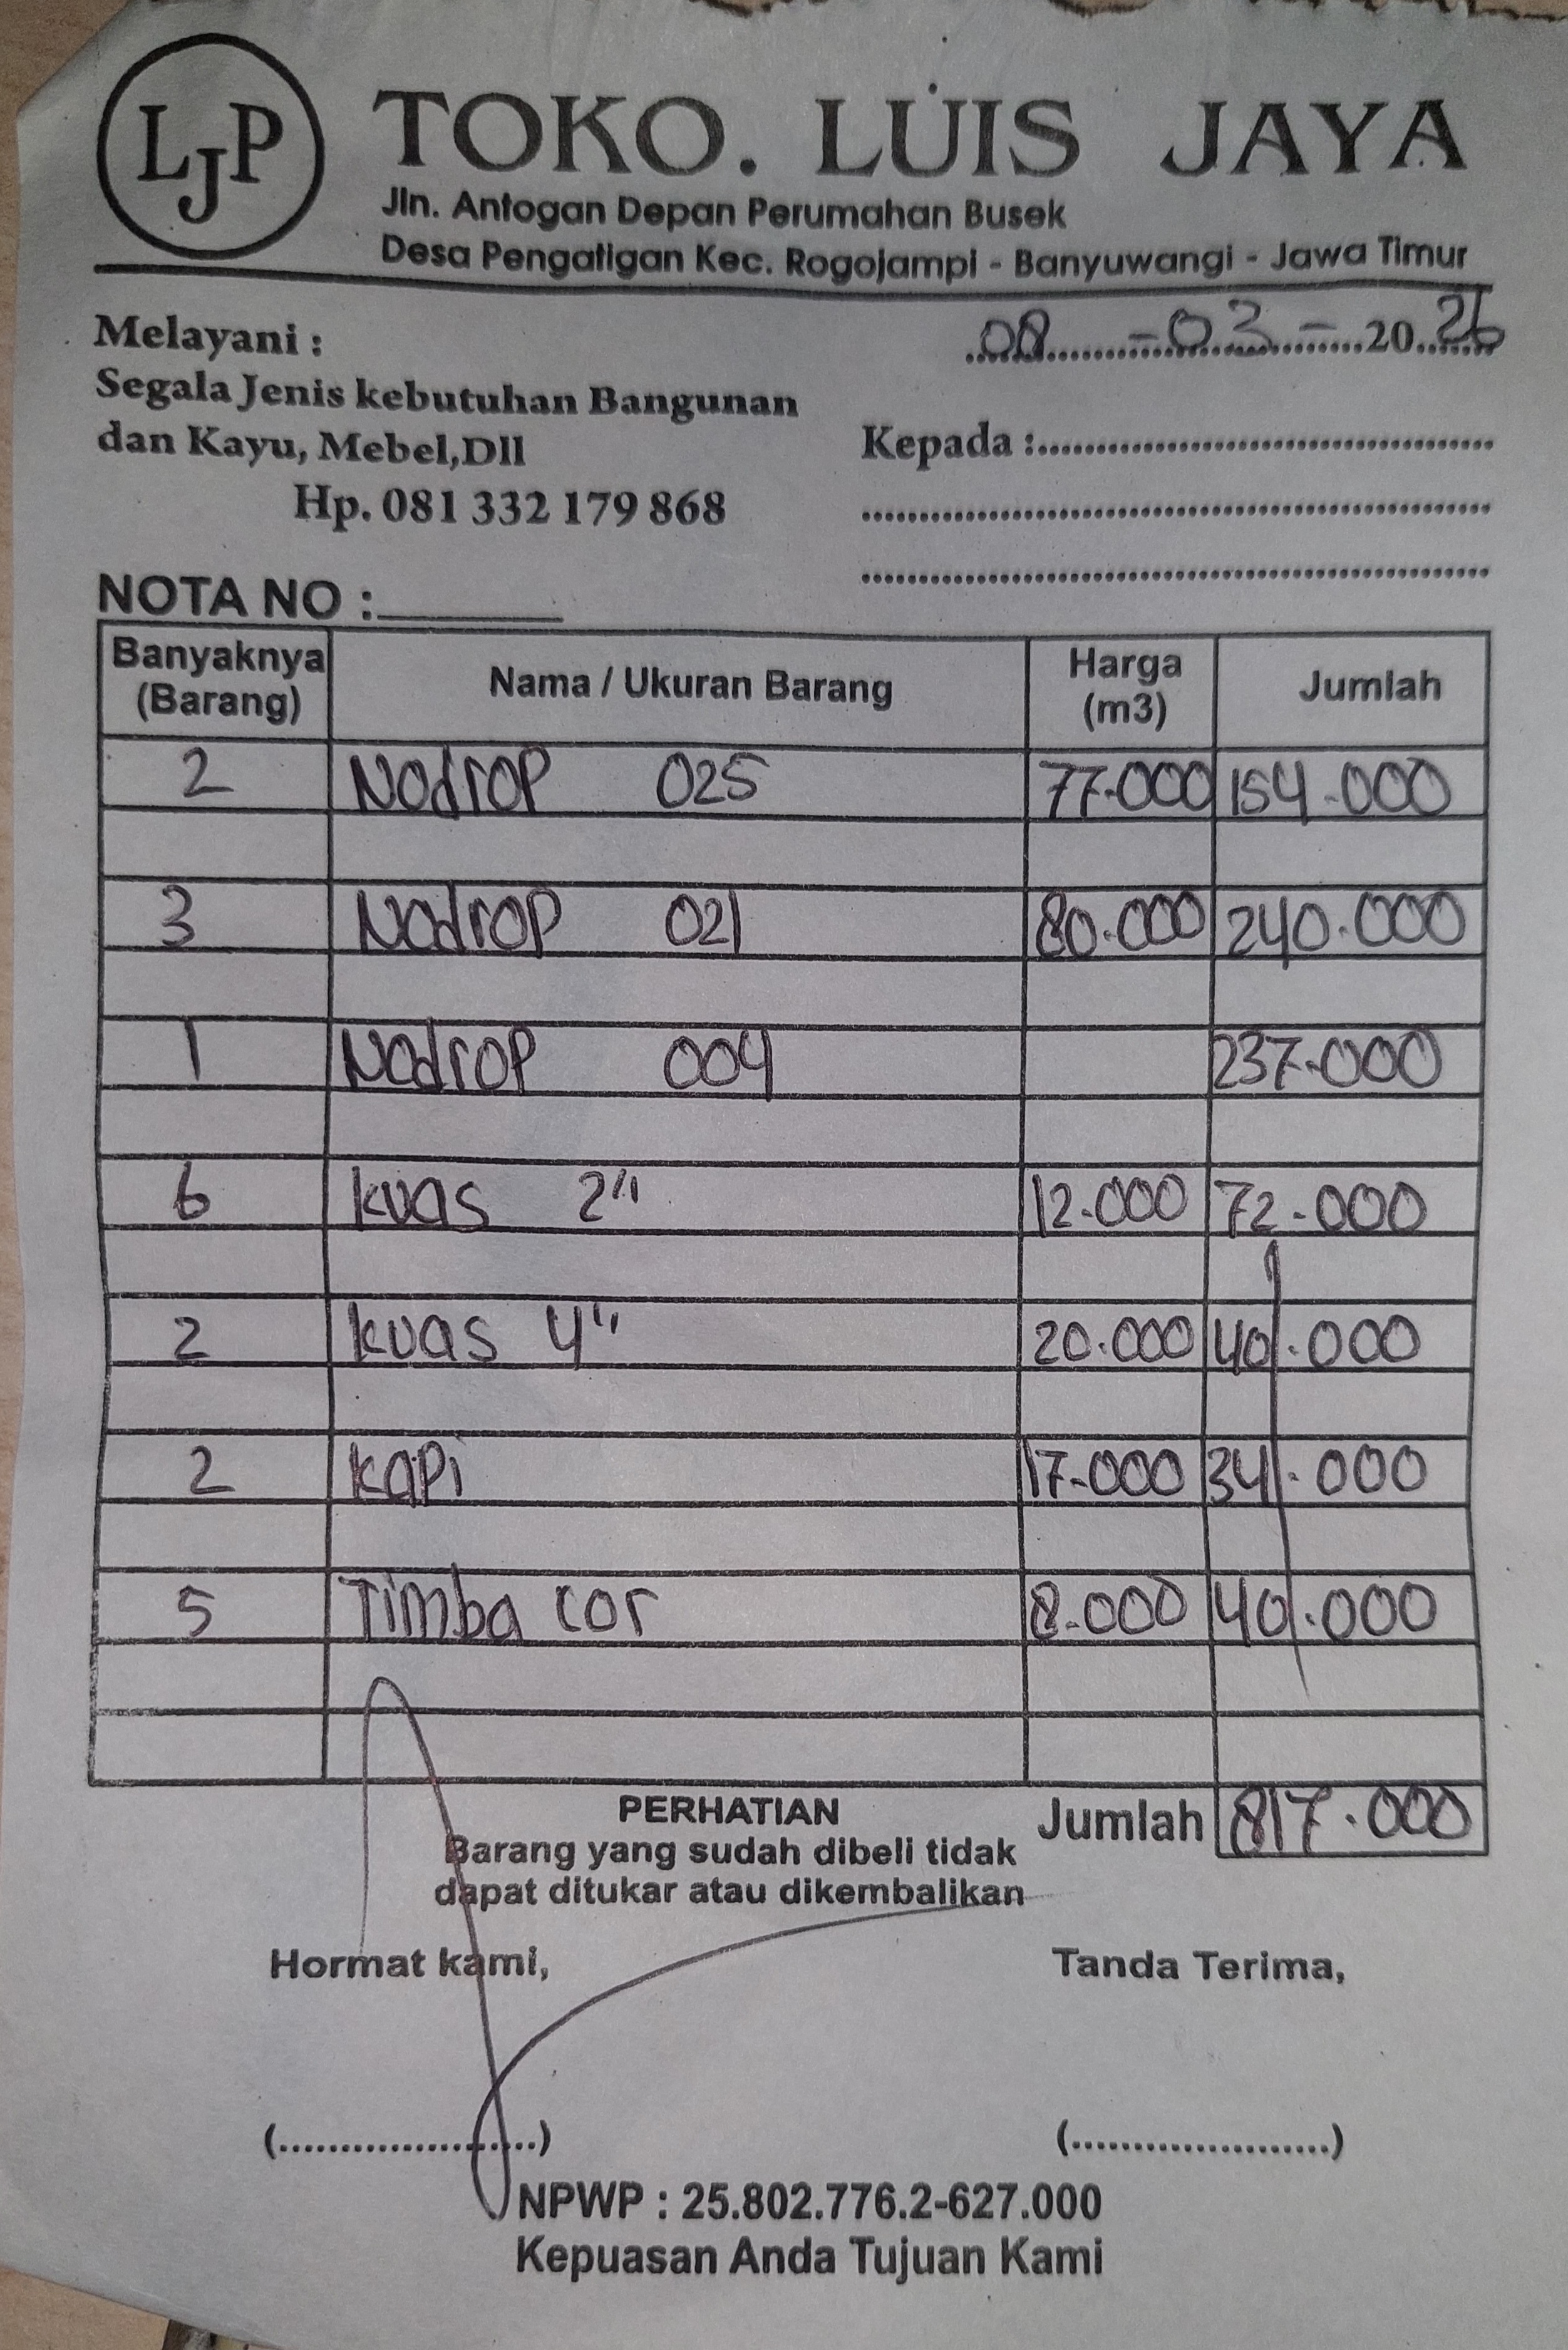 LJP
TOKO. LUIS JAYA
Jln. Antogan Depan Perumahan Busek
Desa Pengatigan Kec. Rogojampi - Banyuwangi - Jawa Timur
Melayani :
Segala Jenis kebutuhan Bangunan
dan Kayu, Mebel,Dll
Hp. 081 332 179 868
08 - 03 - 20 26
Kepada :
NOTA NO :
Banyaknya (Barang) Nama / Ukuran Barang Harga (m3) Jumlah
2 Nodrop 025 77.000 154.000
3 Nodrop 021 80.000 240.000
1 Nodrop 004 237.000
6 kuas 2" 12.000 72.000
2 kuas 4" 20.000 40.000
2 kapi 17.000 34.000
5 Timba cor 8.000 40.000
PERHATIAN
Barang yang sudah dibeli tidak
dapat ditukar atau dikembalikan
Jumlah 817.000
Hormat kami, Tanda Terima,
(......................) (......................)
NPWP : 25.802.776.2-627.000
Kepuasan Anda Tujuan Kami